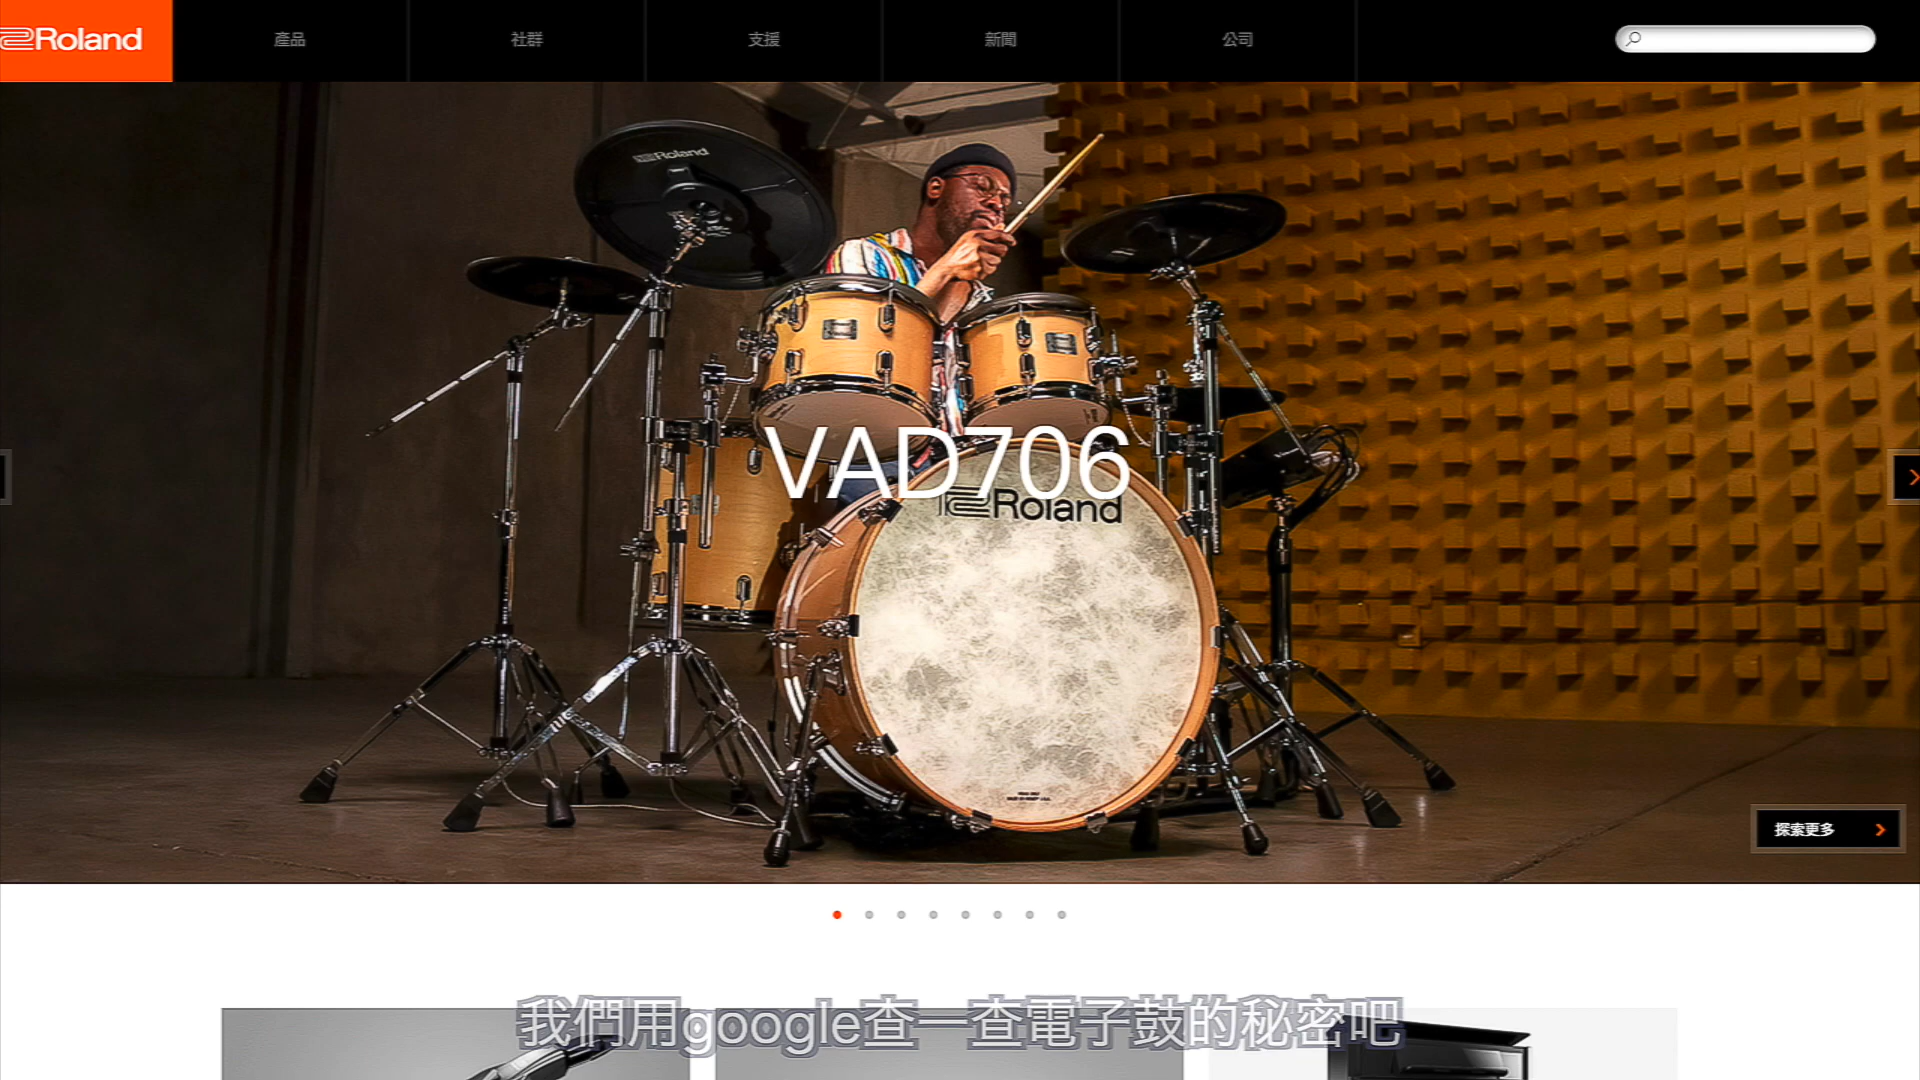 Roland
產品
社群
支援
新聞
公司
Roland
VAD706
Roland
探索更多
我們用google查一查電子鼓的秘密吧